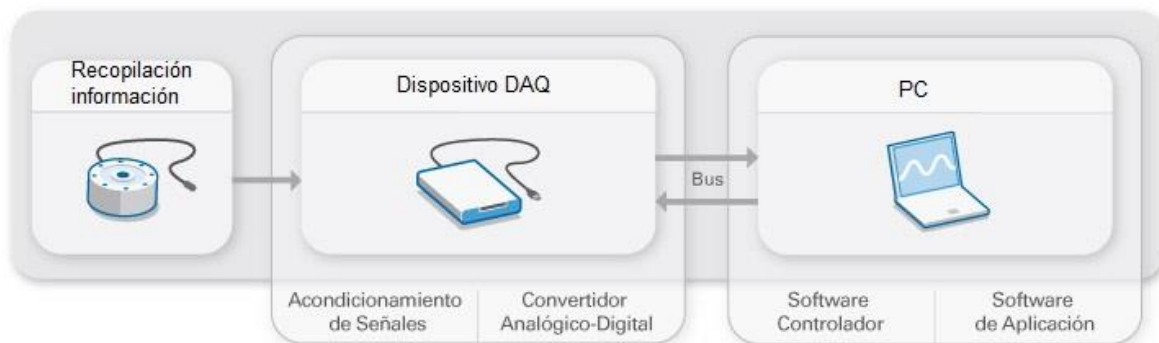 Recopilación
información
Dispositivo DAQ
PC
Bus
Acondicionamiento
de Señales
Convertidor
Analógico-Digital
Software
Controlador
Software
de Aplicación